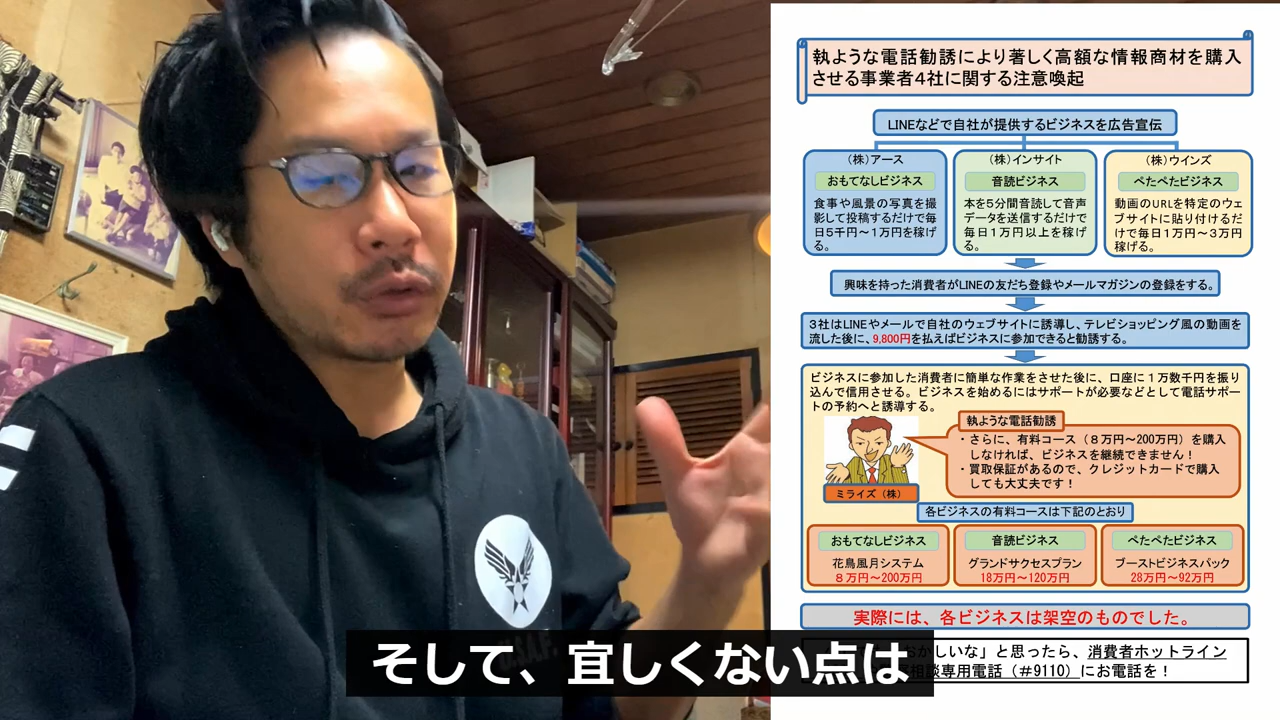 執ような電話勧誘により著しく高額な情報商材を購入
させる事業者４社に関する注意喚起
LINEなどで自社が提供するビジネスを広告宣伝
（株）アース
おもてなしビジネス
食事や風景の写真を撮
影して投稿するだけで毎
日５千円～１万円を稼げ
る。
（株）インサイト
音読ビジネス
本を５分間音読して音声
データを送信するだけで
毎日１万円以上を稼げ
る。
（株）ウインズ
ぺたぺたビジネス
動画のＵＲＬを特定のウェ
ブサイトに貼り付けるだ
けで毎日１万円～３万円
稼げる。
興味を持った消費者がLINEの友だち登録やメールマガジンの登録をする。
３社はLINEやメールで自社のウェブサイトに誘導し、テレビショッピング風の動画を
流した後に、9,800円を払えばビジネスに参加できると勧誘する。
ビジネスに参加した消費者に簡単な作業をさせた後に、口座に１万数千円を振り
込んで信用させる。ビジネスを始めるにはサポートが必要などとして電話サポー
トの予約へと誘導する。
執ような電話勧誘
・さらに、有料コース（８万円～200万円）を購入
しなければ、ビジネスを継続できません！
・買取保証があるので、クレジットカードで購入
しても大丈夫です！
ミライズ（株）
各ビジネスの有料コースは下記のとおり
おもてなしビジネス
花鳥風月システム
８万円～200万円
音読ビジネス
グランドサクセスプラン
18万円～120万円
ぺたぺたビジネス
ブーストビジネスパック
28万円～92万円
実際には、各ビジネスは架空のものでした。
おかしいな」と思ったら、消費者ホットライン
相談専用電話（＃9110）にお電話を！
そして、宜しくない点は